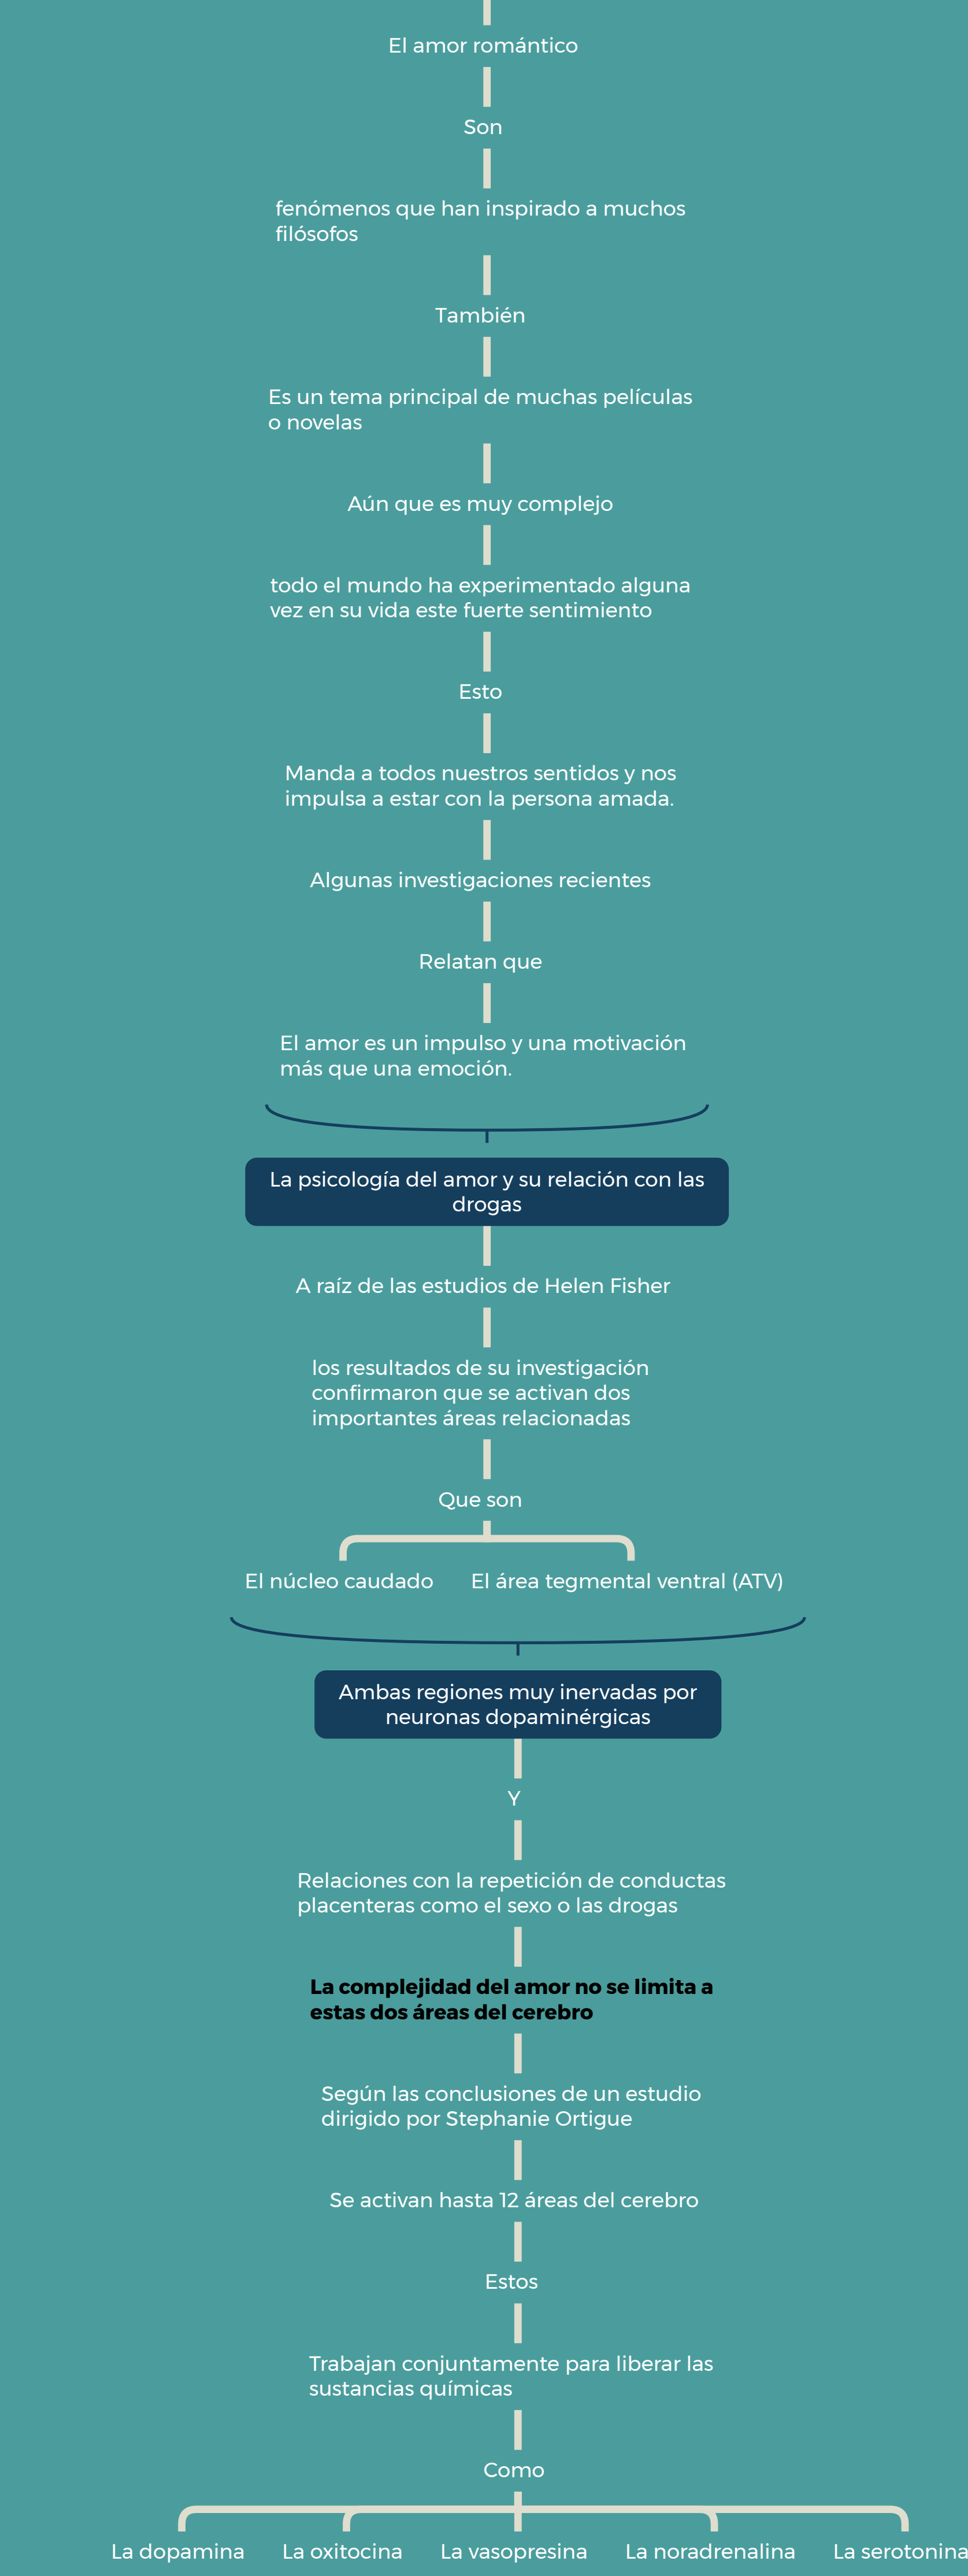 El amor romántico
Son
fenómenos que han inspirado a muchos
filósofos
También
Es un tema principal de muchas películas
o novelas
Aún que es muy complejo
todo el mundo ha experimentado alguna
vez en su vida este fuerte sentimiento
Esto
Manda a todos nuestros sentidos y nos
impulsa a estar con la persona amada.
Algunas investigaciones recientes
Relatan que
El amor es un impulso y una motivación
más que una emoción.
La psicología del amor y su relación con las
drogas
A raíz de las estudios de Helen Fisher
los resultados de su investigación
confirmaron que se activan dos
importantes áreas relacionadas
Que son
El núcleo caudado El área tegmental ventral (ATV)
Ambas regiones muy inervadas por
neuronas dopaminérgicas
Y
Relaciones con la repetición de conductas
placenteras como el sexo o las drogas
La complejidad del amor no se limita a
estas dos áreas del cerebro
Según las conclusiones de un estudio
dirigido por Stephanie Ortigue
Se activan hasta 12 áreas del cerebro
Estos
Trabajan conjuntamente para liberar las
sustancias químicas
Como
La dopamina La oxitocina La vasopresina La noradrenalina La serotonina